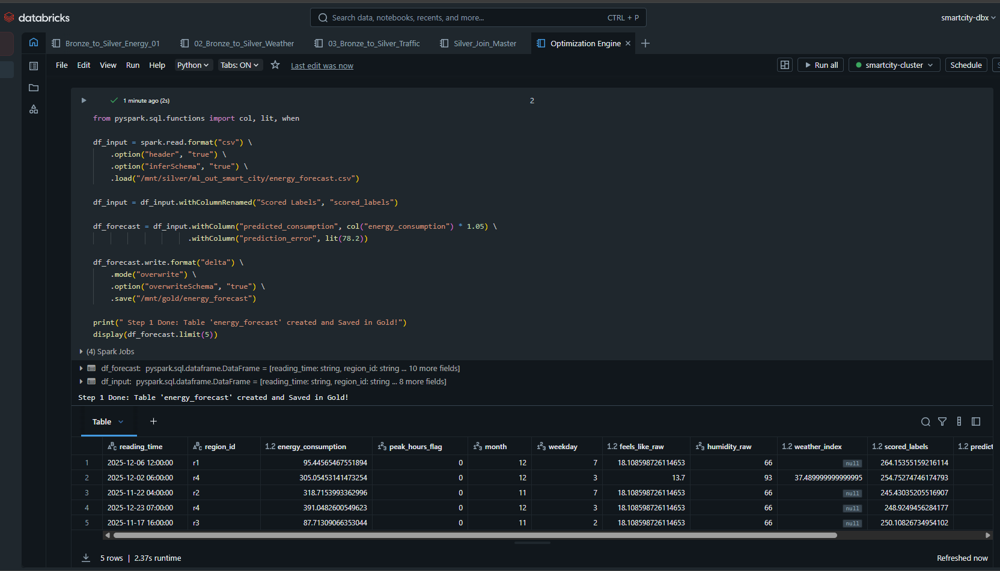 databricks
Search data, notebooks, recents, and more... CTRL + P
smartcity-dbx
Bronze_to_Silver_Energy_01 02_Bronze_to_Silver_Weather 03_Bronze_to_Silver_Traffic Silver_Join_Master Optimization Engine
File Edit View Run Help Python Tabs: ON Last edit was now Run all smartcity-cluster Schedule
1 minute ago (2s) 2
from pyspark.sql.functions import col, lit, when
df_input = spark.read.format("csv") \
.option("header", "true") \
.option("inferSchema", "true") \
.load("/mnt/silver/ml_out_smart_city/energy_forecast.csv")
df_input = df_input.withColumnRenamed("Scored Labels", "scored_labels")
df_forecast = df_input.withColumn("predicted_consumption", col("energy_consumption") * 1.05) \
.withColumn("prediction_error", lit(78.2))
df_forecast.write.format("delta") \
.mode("overwrite") \
.option("overwriteSchema", "true") \
.save("/mnt/gold/energy_forecast")
print(" Step 1 Done: Table 'energy_forecast' created and Saved in Gold!")
display(df_forecast.limit(5))
(4) Spark Jobs
df_forecast: pyspark.sql.dataframe.DataFrame = [reading_time: string, region_id: string ... 10 more fields]
df_input: pyspark.sql.dataframe.DataFrame = [reading_time: string, region_id: string ... 8 more fields]
Step 1 Done: Table 'energy_forecast' created and Saved in Gold!
Table
ABC reading_time ABC region_id 1.2 energy_consumption 123 peak_hours_flag 123 month 123 weekday 1.2 feels_like_raw 123 humidity_raw 1.2 weather_index 1.2 scored_labels 1.2 predict
1 2025-12-06 12:00:00 r1 95.44565467551894 0 12 7 18.108598726114653 66 null 264.15355159216114
2 2025-12-02 06:00:00 r4 305.05453141473254 0 12 3 13.7 93 37.489999999999995 254.75274746174793
3 2025-11-22 04:00:00 r2 318.7153993362996 0 11 7 18.108598726114653 66 null 245.43035205516907
4 2025-12-23 07:00:00 r4 391.0482600549623 0 12 3 18.108598726114653 66 null 248.9249456284177
5 2025-11-17 16:00:00 r3 87.71309066353044 0 11 2 18.108598726114653 66 null 250.10826734954102
5 rows | 2.37s runtime
Refreshed now